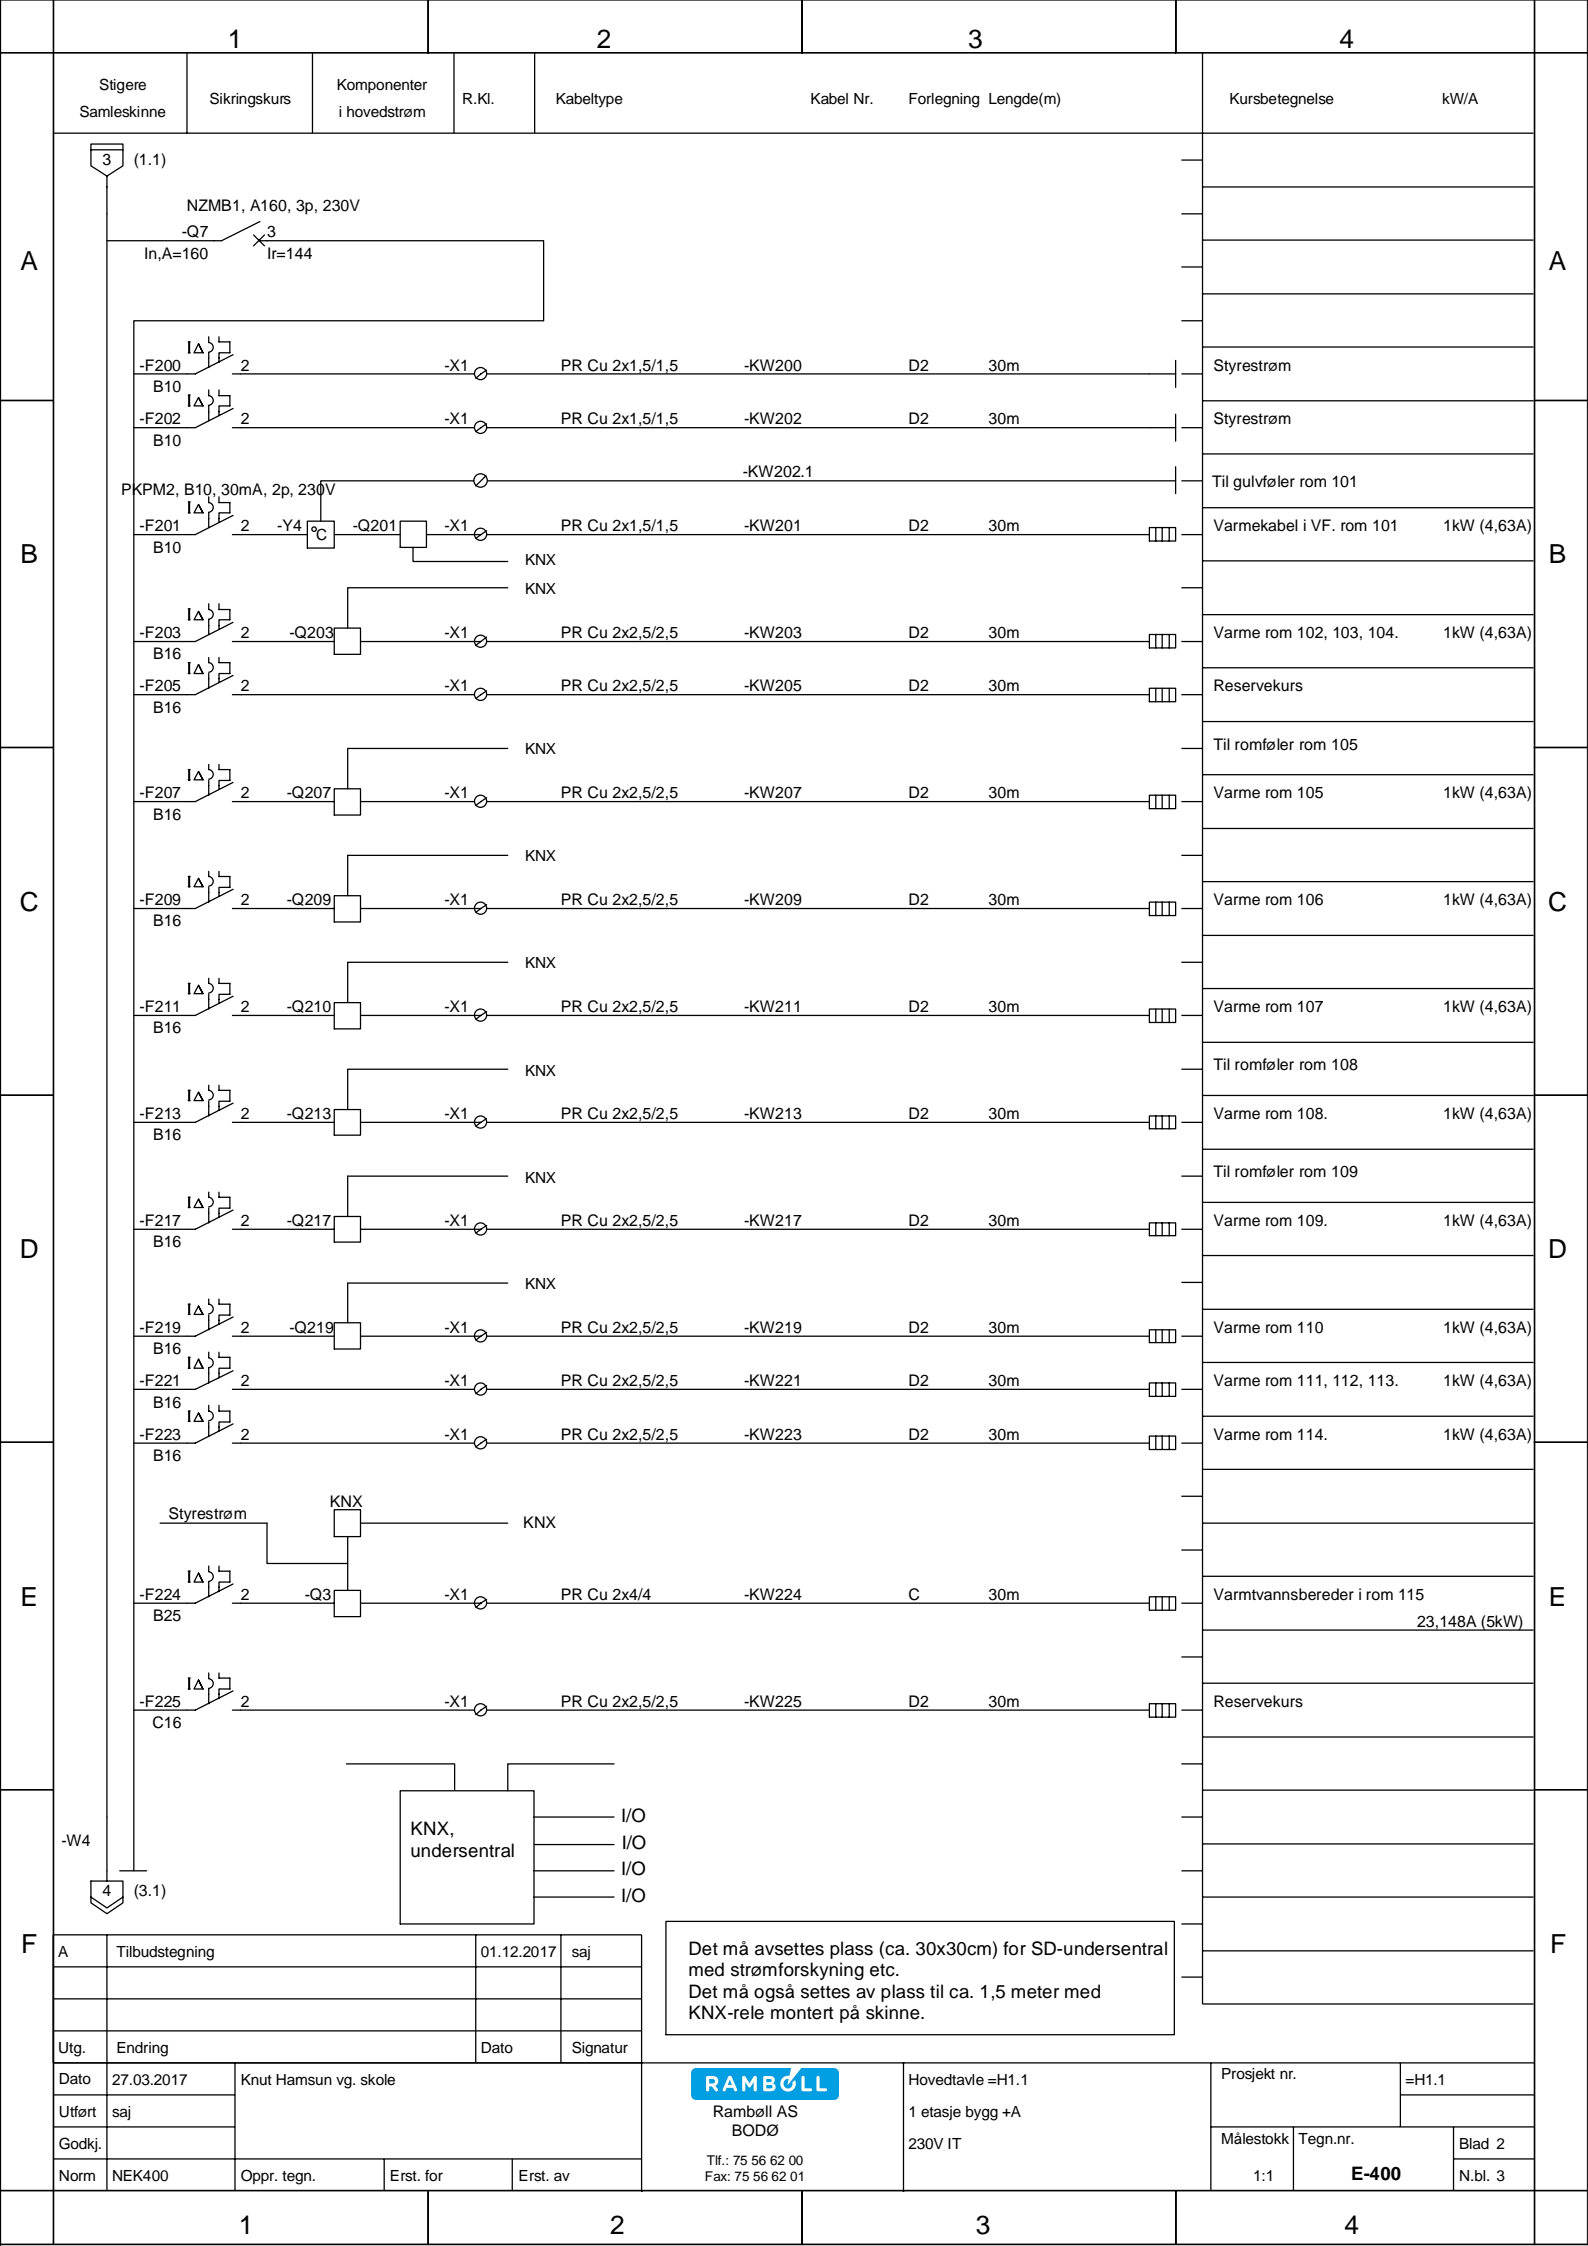 1 2 3 4
Stigere
Samleskinne
Sikringskurs
Komponenter
i hovedstrøm
R.Kl.
Kabeltype
Kabel Nr.
Forlegning
Lengde(m)
Kursbetegnelse
kW/A
3 (1.1)
NZMB1, A160, 3p, 230V
-Q7 3
In,A=160 Ir=144
A A
I∆
-F200 2 -X1 PR Cu 2x1,5/1,5 -KW200 D2 30m Styrestrøm
B10
I∆
-F202 2 -X1 PR Cu 2x1,5/1,5 -KW202 D2 30m Styrestrøm
B10
-KW202.1 Til gulvføler rom 101
PKPM2, B10, 30mA, 2p, 230V
I∆
-F201 2 -Y4 °C -Q201 -X1 PR Cu 2x1,5/1,5 -KW201 D2 30m Varmekabel i VF. rom 101 1kW (4,63A)
B10
B B
KNX
KNX
I∆
-F203 2 -Q203 -X1 PR Cu 2x2,5/2,5 -KW203 D2 30m Varme rom 102, 103, 104. 1kW (4,63A)
B16
I∆
-F205 2 -X1 PR Cu 2x2,5/2,5 -KW205 D2 30m Reservekurs
B16
KNX Til romføler rom 105
I∆
-F207 2 -Q207 -X1 PR Cu 2x2,5/2,5 -KW207 D2 30m Varme rom 105 1kW (4,63A)
B16
KNX
I∆
-F209 2 -Q209 -X1 PR Cu 2x2,5/2,5 -KW209 D2 30m Varme rom 106 1kW (4,63A)
B16
C C
KNX
I∆
-F211 2 -Q210 -X1 PR Cu 2x2,5/2,5 -KW211 D2 30m Varme rom 107 1kW (4,63A)
B16
KNX Til romføler rom 108
I∆
-F213 2 -Q213 -X1 PR Cu 2x2,5/2,5 -KW213 D2 30m Varme rom 108. 1kW (4,63A)
B16
KNX Til romføler rom 109
I∆
-F217 2 -Q217 -X1 PR Cu 2x2,5/2,5 -KW217 D2 30m Varme rom 109. 1kW (4,63A)
B16
D D
KNX
I∆
-F219 2 -Q219 -X1 PR Cu 2x2,5/2,5 -KW219 D2 30m Varme rom 110 1kW (4,63A)
B16
I∆
-F221 2 -X1 PR Cu 2x2,5/2,5 -KW221 D2 30m Varme rom 111, 112, 113. 1kW (4,63A)
B16
I∆
-F223 2 -X1 PR Cu 2x2,5/2,5 -KW223 D2 30m Varme rom 114. 1kW (4,63A)
B16
KNX
Styrestrøm KNX
I∆
-F224 2 -Q3 -X1 PR Cu 2x4/4 -KW224 C 30m Varmtvannsbereder i rom 115
B25 23,148A (5kW)
E E
I∆
-F225 2 -X1 PR Cu 2x2,5/2,5 -KW225 D2 30m Reservekurs
C16
KNX,
undersentral
I/O
I/O
I/O
I/O
-W4
4 (3.1)
F F
Det må avsettes plass (ca. 30x30cm) for SD-undersentral
med strømforskyning etc.
Det må også settes av plass til ca. 1,5 meter med
KNX-rele montert på skinne.
A Tilbudstegning 01.12.2017 saj
Utg. Endring Dato Signatur
Dato 27.03.2017 Knut Hamsun vg. skole
Utført saj
Godkj.
Norm NEK400 Oppr. tegn. Erst. for Erst. av
RAMBOLL
Rambøll AS
BODØ
Tlf.: 75 56 62 00
Fax: 75 56 62 01
Hovedtavle =H1.1
1 etasje bygg +A
230V IT
Prosjekt nr. =H1.1
Målestokk Tegn.nr. Blad 2
1:1 E-400 N.bl. 3
1 2 3 4